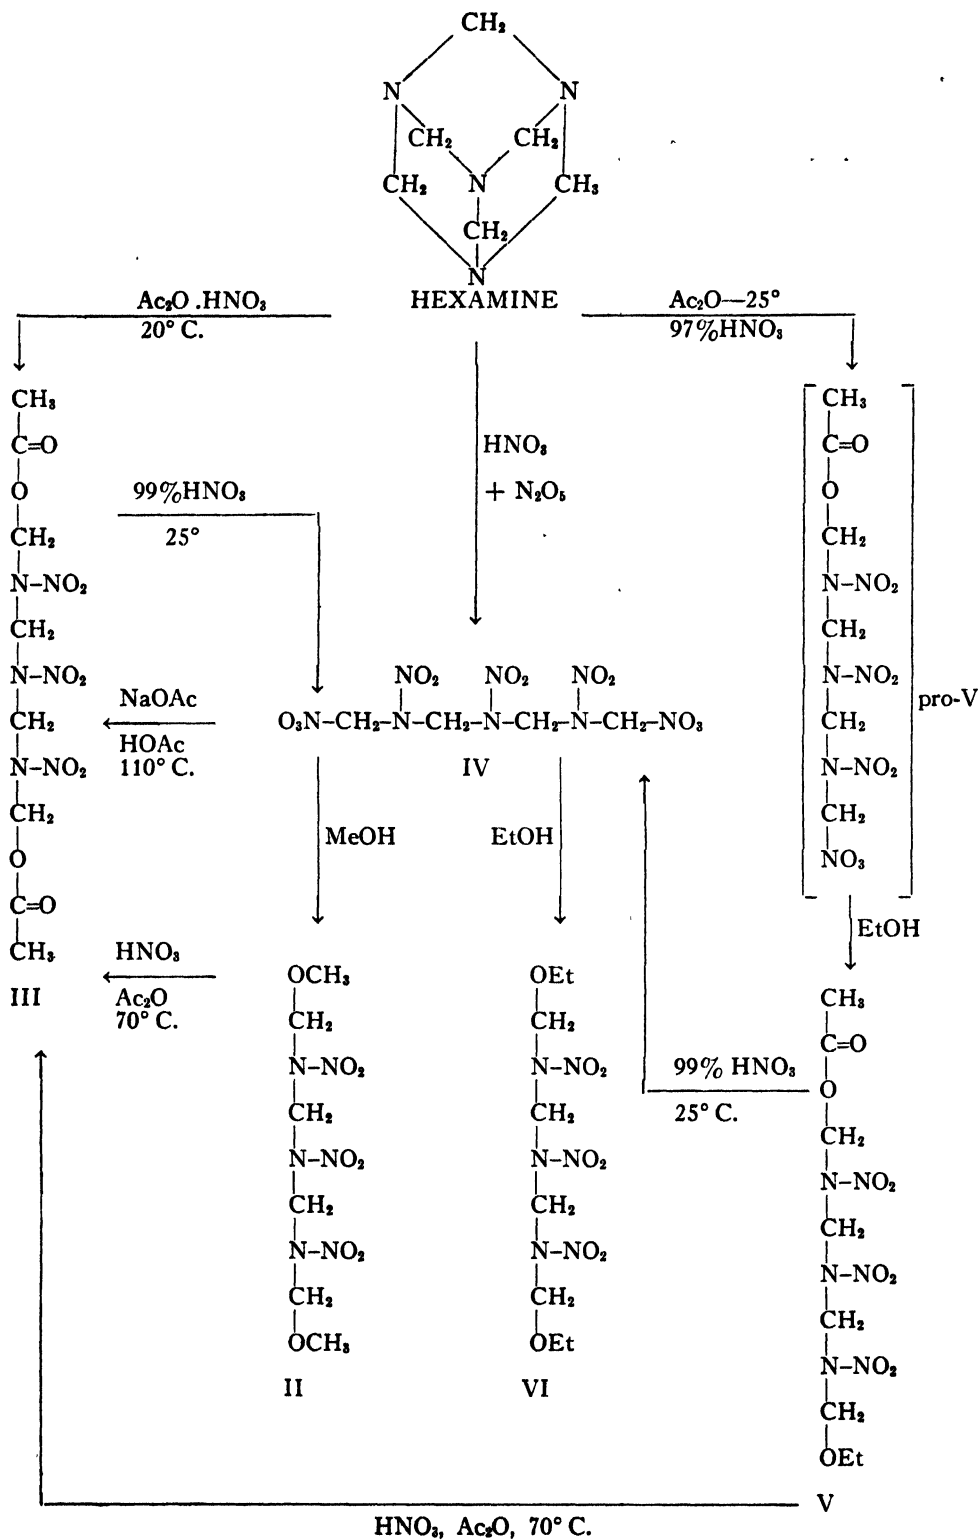 CH₂
N N
CH₂ CH₂
CH₂ N CH₃
CH₂
N
HEXAMINE
Ac₂O .HNO₃
20° C.
Ac₂O—25°
97%HNO₃
CH₃
C=O
O
CH₂
N–NO₂
CH₂
N–NO₂
CH₂
N–NO₂
CH₂
O
C=O
CH₃
III
99%HNO₃
25°
HNO₃
+ N₂O₅
NO₂ NO₂ NO₂
O₃N–CH₂–N–CH₂–N–CH₂–N–CH₂–NO₃
IV
NaOAc
HOAc
110° C.
MeOH
EtOH
HNO₃
Ac₂O
70° C.
OCH₃
CH₂
N–NO₂
CH₂
N–NO₂
CH₂
N–NO₂
CH₂
OCH₃
II
OEt
CH₂
N–NO₂
CH₂
N–NO₂
CH₂
N–NO₂
CH₂
OEt
VI
CH₃
C=O
O
CH₂
N–NO₂
CH₂
N–NO₂
CH₂
N–NO₂
CH₂
NO₃
pro-V
EtOH
99% HNO₃
25° C.
CH₃
C=O
O
CH₂
N–NO₂
CH₂
N–NO₂
CH₂
N–NO₂
CH₂
OEt
V
HNO₃, Ac₂O, 70° C.